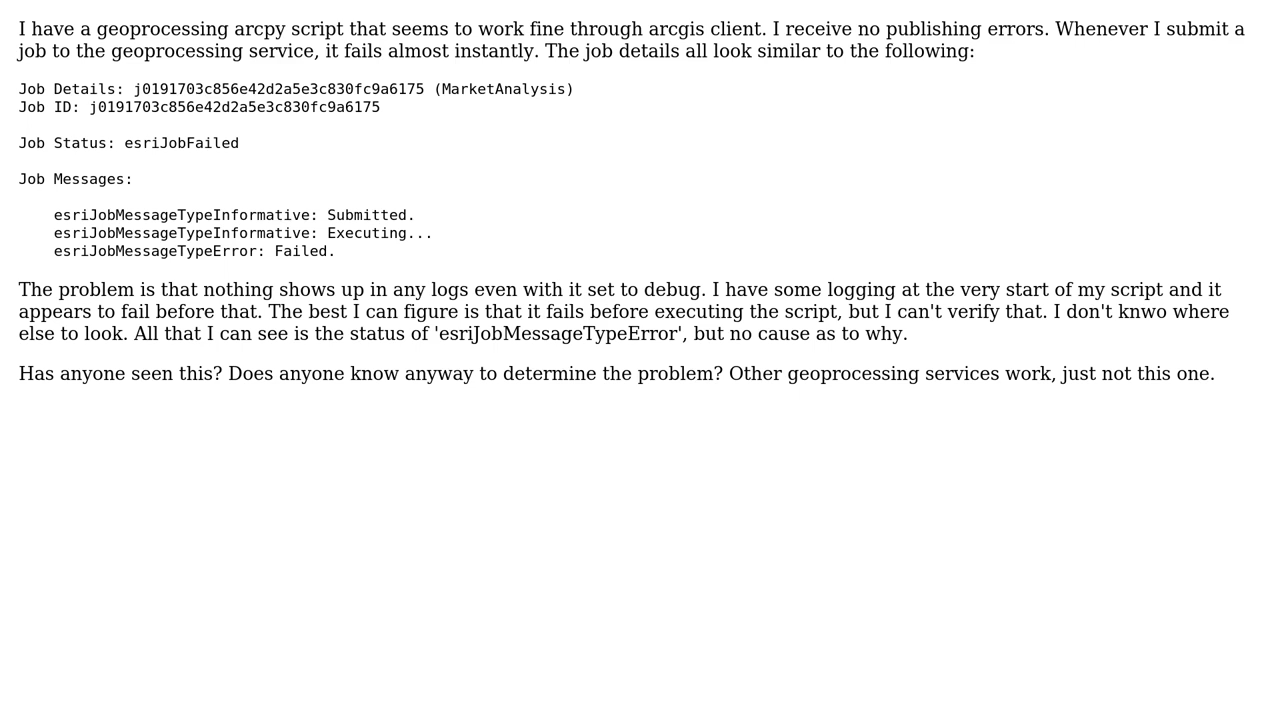 I have a geoprocessing arcpy script that seems to work fine through arcgis client. I receive no publishing errors. Whenever I submit a
job to the geoprocessing service, it fails almost instantly. The job details all look similar to the following:
Job Details: j0191703c856e42d2a5e3c830fc9a6175 (MarketAnalysis)
Job ID: j0191703c856e42d2a5e3c830fc9a6175
Job Status: esriJobFailed
Job Messages:
esriJobMessageTypeInformative: Submitted.
esriJobMessageTypeInformative: Executing...
esriJobMessageTypeError: Failed.
The problem is that nothing shows up in any logs even with it set to debug. I have some logging at the very start of my script and it
appears to fail before that. The best I can figure is that it fails before executing the script, but I can't verify that. I don't knwo where
else to look. All that I can see is the status of 'esriJobMessageTypeError', but no cause as to why.
Has anyone seen this? Does anyone know anyway to determine the problem? Other geoprocessing services work, just not this one.